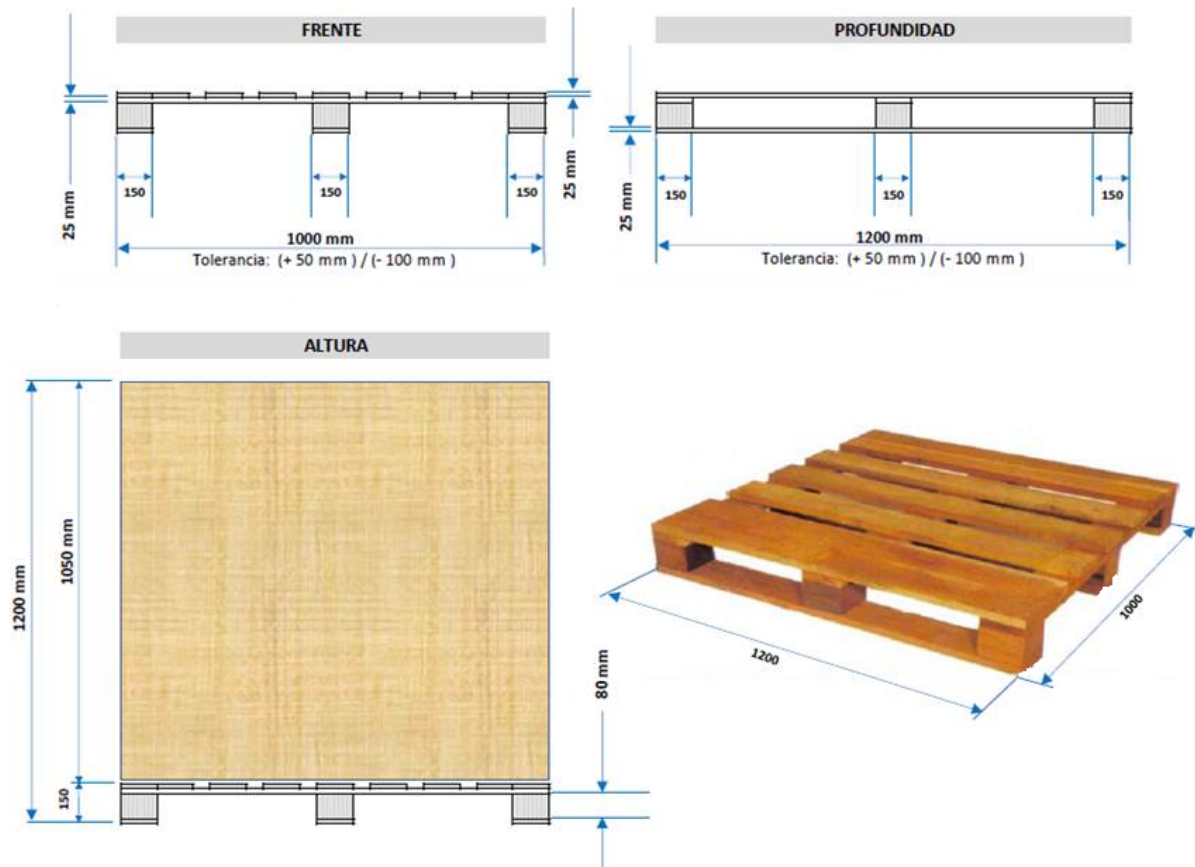 FRENTE
25 mm
150
150
150
25 mm
1000 mm
Tolerancia: (+ 50 mm ) / (- 100 mm )
PROFUNDIDAD
25 mm
150
150
150
1200 mm
Tolerancia: (+ 50 mm ) / (- 100 mm )
ALTURA
1200 mm
1050 mm
150
80 mm
1200
1000